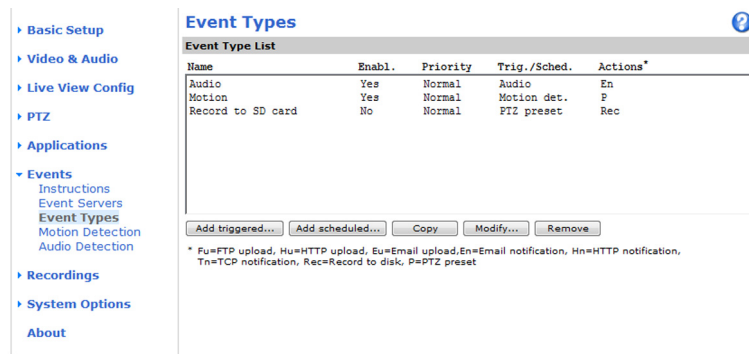 Basic Setup
Video & Audio
Live View Config
PTZ
Applications
Events
Instructions
Event Servers
Event Types
Motion Detection
Audio Detection
Recordings
System Options
About
Event Types
Event Type List
Name Enabl. Priority Trig./Sched. Actions*
Audio Yes Normal Audio En
Motion Yes Normal Motion det. P
Record to SD card No Normal PTZ preset Rec
Add triggered... Add scheduled... Copy Modify... Remove
* Fu=FTP upload, Hu=HTTP upload, Eu=Email upload,En=Email notification, Hn=HTTP notification,
Tn=TCP notification, Rec=Record to disk, P=PTZ preset